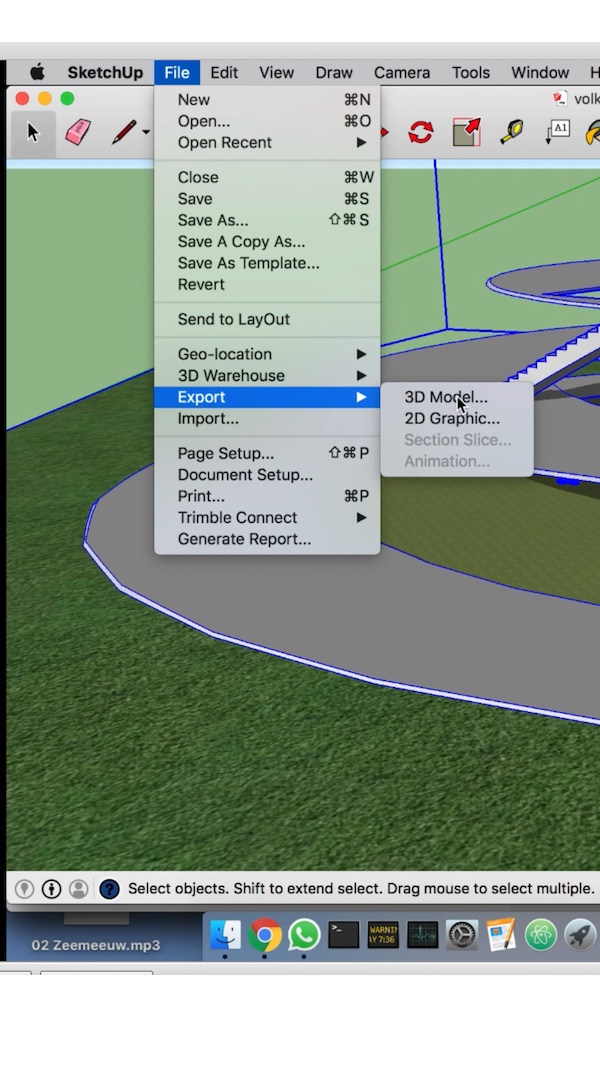 SketchUp File Edit View Draw Camera Tools Window H
volk
New ⌘N
Open... ⌘O
Open Recent ▶
A1
Close ⌘W
Save ⌘S
Save As... ⇧⌘S
Save A Copy As...
Save As Template...
Revert
Send to LayOut
Geo-location ▶
3D Warehouse ▶
Export ▶
3D Model...
Import...
2D Graphic...
Section Slice...
Animation...
Page Setup... ⇧⌘P
Document Setup...
Print... ⌘P
Trimble Connect ▶
Generate Report...
? Select objects. Shift to extend select. Drag mouse to select multiple.
02 Zeemeeuw.mp3
>_
WARNIN
AY 7:36